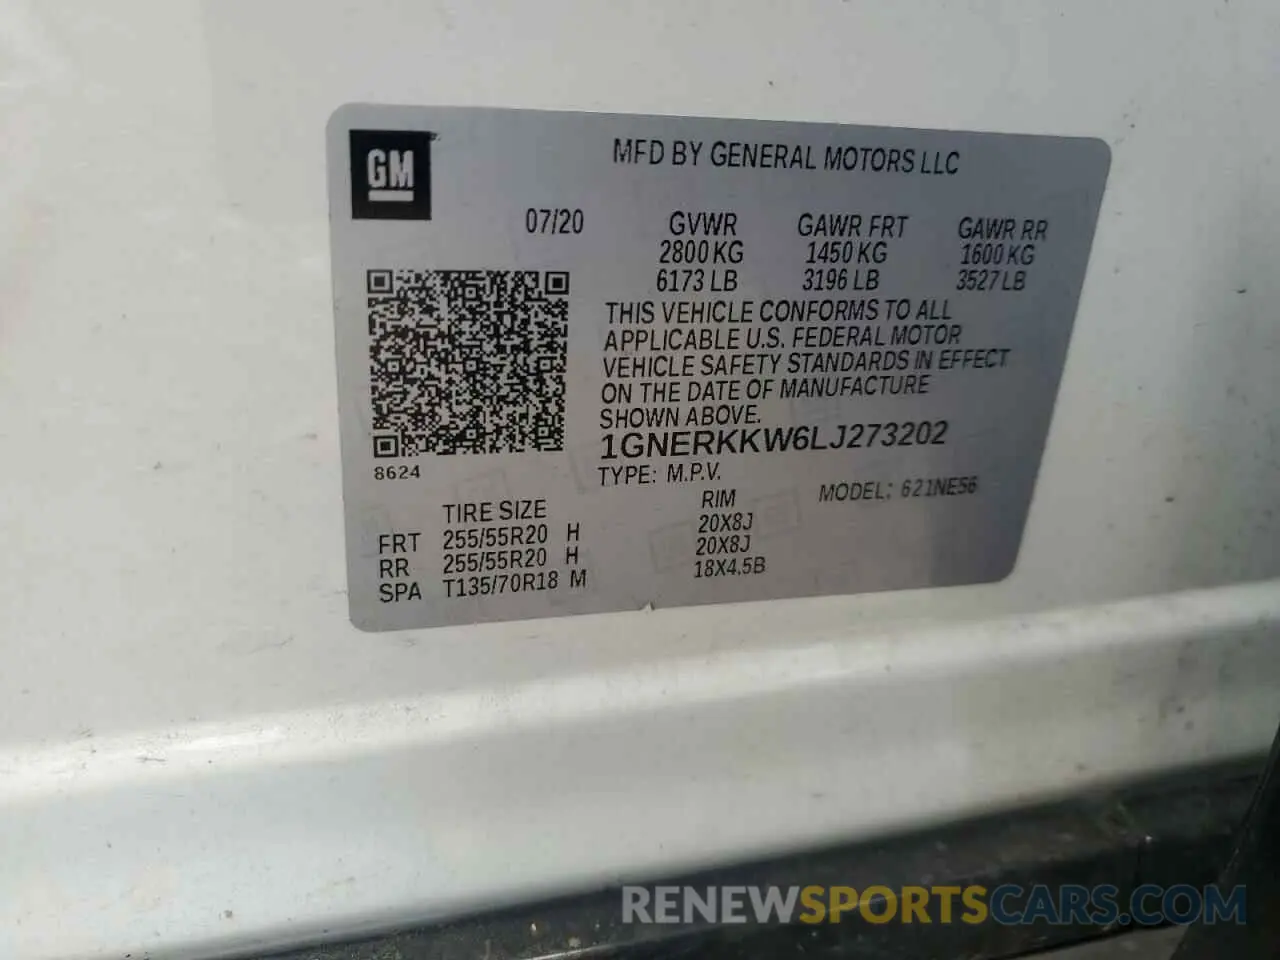 GM
MFD BY GENERAL MOTORS LLC
07/20 GVWR GAWR FRT GAWR RR
2800 KG 1450 KG 1600 KG
6173 LB 3196 LB 3527 LB
THIS VEHICLE CONFORMS TO ALL
APPLICABLE U.S. FEDERAL MOTOR
VEHICLE SAFETY STANDARDS IN EFFECT
ON THE DATE OF MANUFACTURE
SHOWN ABOVE.
1GNERKKW6LJ273202
8624
TYPE: M.P.V. MODEL: 621NE56
TIRE SIZE RIM
FRT 255/55R20 H 20X8J
RR 255/55R20 H 20X8J
SPA T135/70R18 M 18X4.5B
RENEWSPORTSCARS.COM